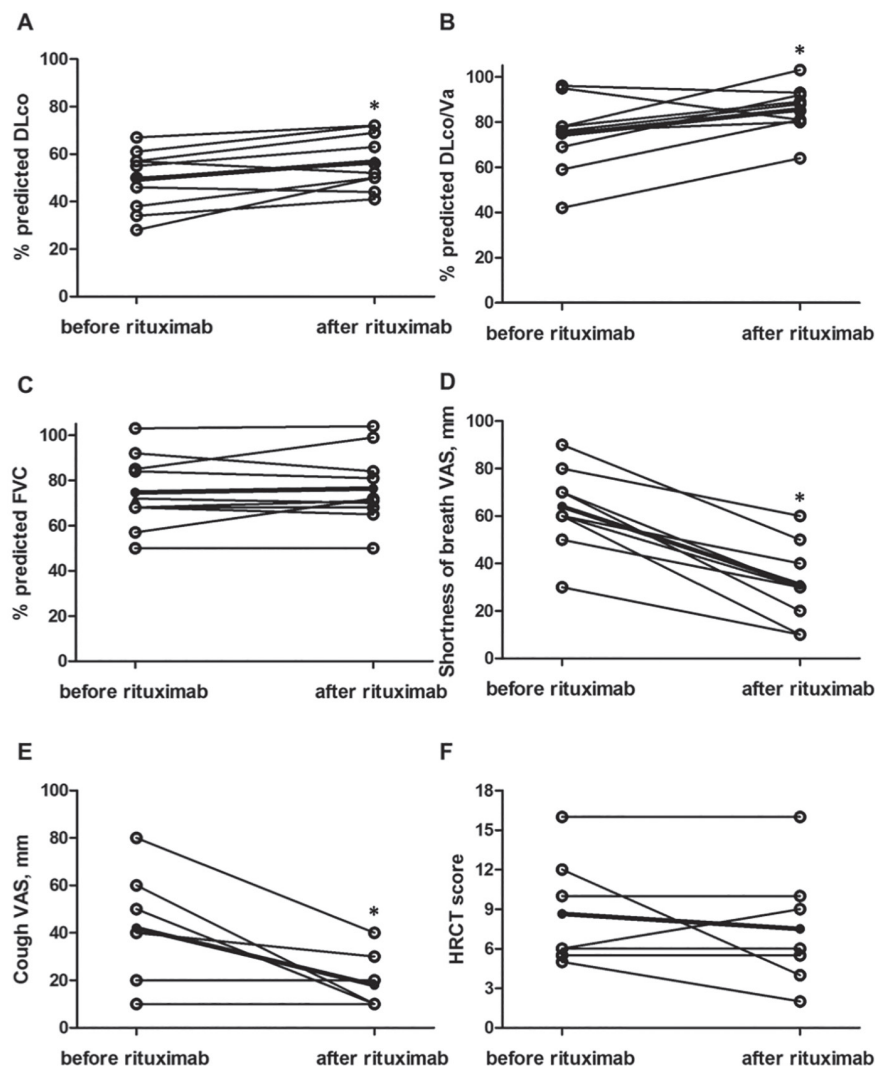 A
% predicted DLco
100
80
60
40
20
0
*
before rituximab
after rituximab
B
% predicted DLco/Va
100
80
60
40
20
0
*
before rituximab
after rituximab
C
% predicted FVC
100
80
60
40
20
0
before rituximab
after rituximab
D
Shortness of breath VAS, mm
100
80
60
40
20
0
*
before rituximab
after rituximab
E
Cough VAS, mm
100
80
60
40
20
0
*
before rituximab
after rituximab
F
HRCT score
18
15
12
9
6
3
0
before rituximab
after rituximab